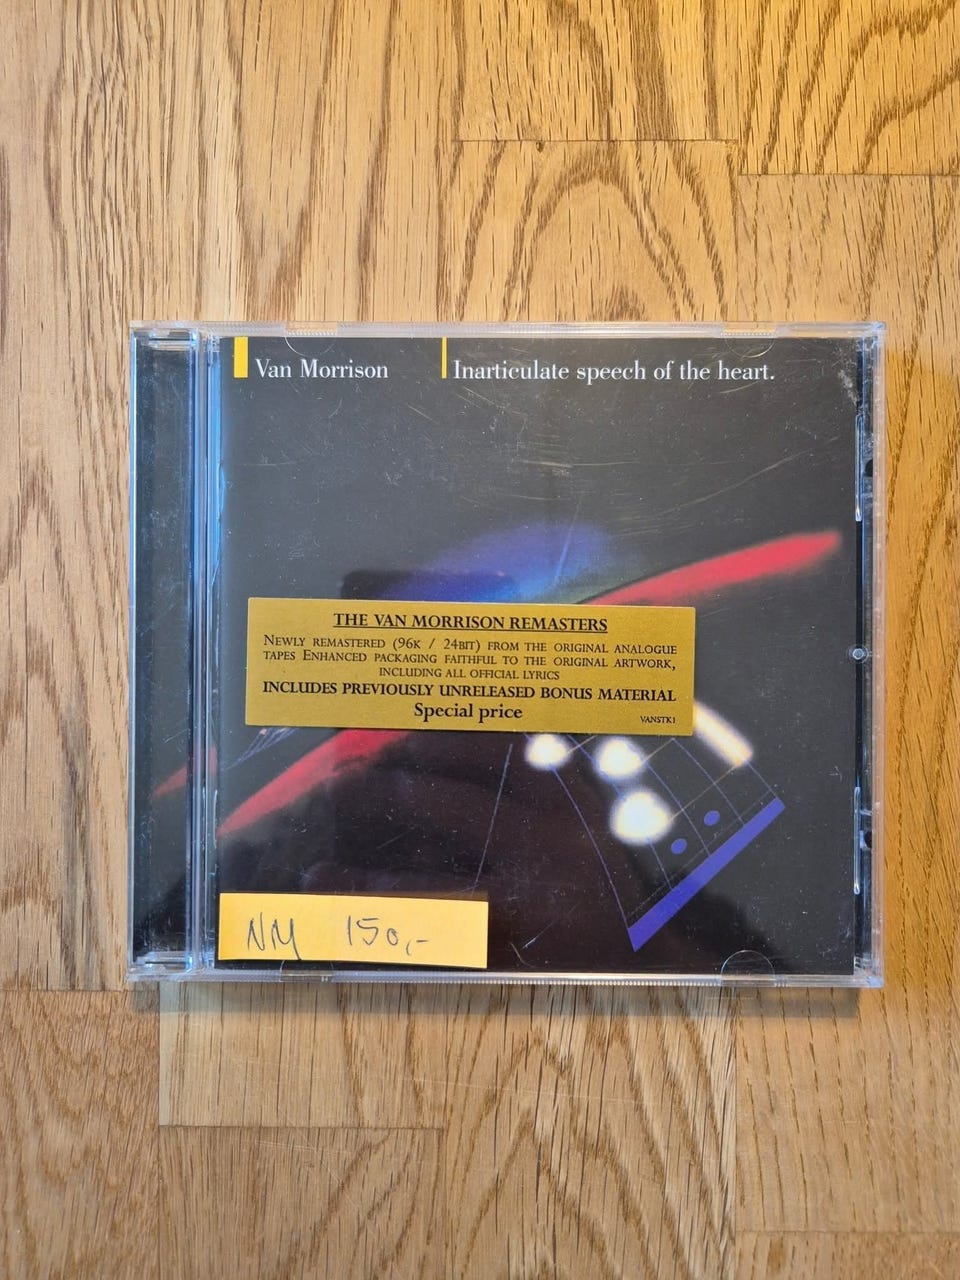 Van Morrison Inarticulate speech of the heart.
THE VAN MORRISON REMASTERS
NEWLY REMASTERED (96K / 24BIT) FROM THE ORIGINAL ANALOGUE
TAPES ENHANCED PACKAGING FAITHFUL TO THE ORIGINAL ARTWORK,
INCLUDING ALL OFFICIAL LYRICS
INCLUDES PREVIOUSLY UNRELEASED BONUS MATERIAL
Special price
VANSTK1
NM 150,-